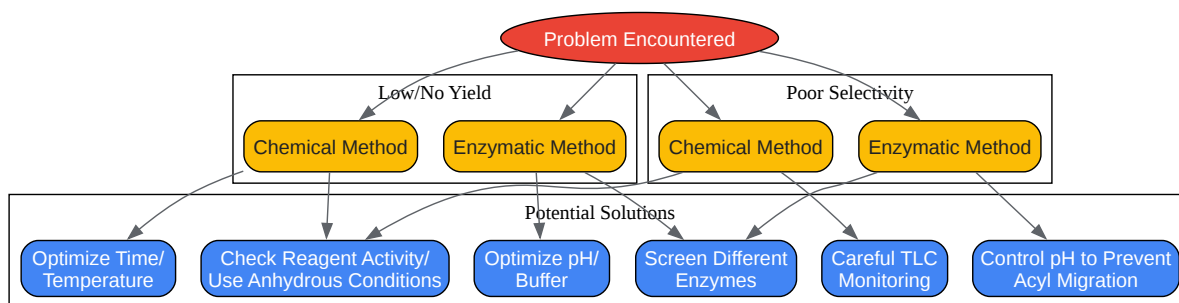 Problem Encountered
Low/No Yield
Poor Selectivity
Chemical Method
Enzymatic Method
Chemical Method
Enzymatic Method
Potential Solutions
Optimize Time/
Temperature
Check Reagent Activity/
Use Anhydrous Conditions
Optimize pH/
Buffer
Screen Different
Enzymes
Careful TLC
Monitoring
Control pH to Prevent
Acyl Migration